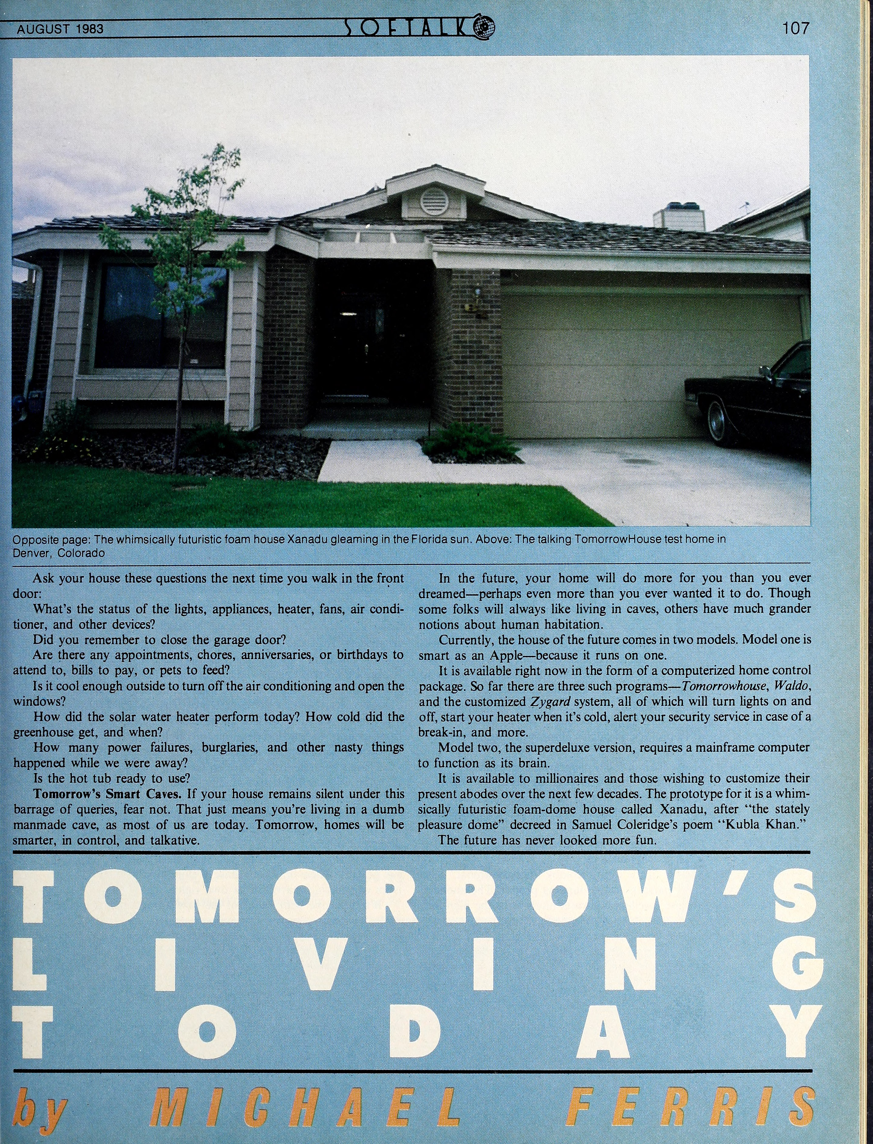 AUGUST 1983
SOFTALK
107
Opposite page: The whimsically futuristic foam house Xanadu gleaming in the Florida sun. Above: The talking TomorrowHouse test home in
Denver, Colorado
Ask your house these questions the next time you walk in the front
door:
What's the status of the lights, appliances, heater, fans, air condi-
tioner, and other devices?
Did you remember to close the garage door?
Are there any appointments, chores, anniversaries, or birthdays to
attend to, bills to pay, or pets to feed?
Is it cool enough outside to turn off the air conditioning and open the
windows?
How did the solar water heater perform today? How cold did the
greenhouse get, and when?
How many power failures, burglaries, and other nasty things
happened while we were away?
Is the hot tub ready to use?
Tomorrow's Smart Caves. If your house remains silent under this
barrage of queries, fear not. That just means you're living in a dumb
manmade cave, as most of us are today. Tomorrow, homes will be
smarter, in control, and talkative.
In the future, your home will do more for you than you ever
dreamed—perhaps even more than you ever wanted it to do. Though
some folks will always like living in caves, others have much grander
notions about human habitation.
Currently, the house of the future comes in two models. Model one is
smart as an Apple—because it runs on one.
It is available right now in the form of a computerized home control
package. So far there are three such programs—Tomorrowhouse, Waldo,
and the customized Zygard system, all of which will turn lights on and
off, start your heater when it's cold, alert your security service in case of a
break-in, and more.
Model two, the superdeluxe version, requires a mainframe computer
to function as its brain.
It is available to millionaires and those wishing to customize their
present abodes over the next few decades. The prototype for it is a whim-
sically futuristic foam-dome house called Xanadu, after "the stately
pleasure dome" decreed in Samuel Coleridge's poem "Kubla Khan."
The future has never looked more fun.
TOMORROW'S
LIVING
TODAY
by MICHAEL FERRIS